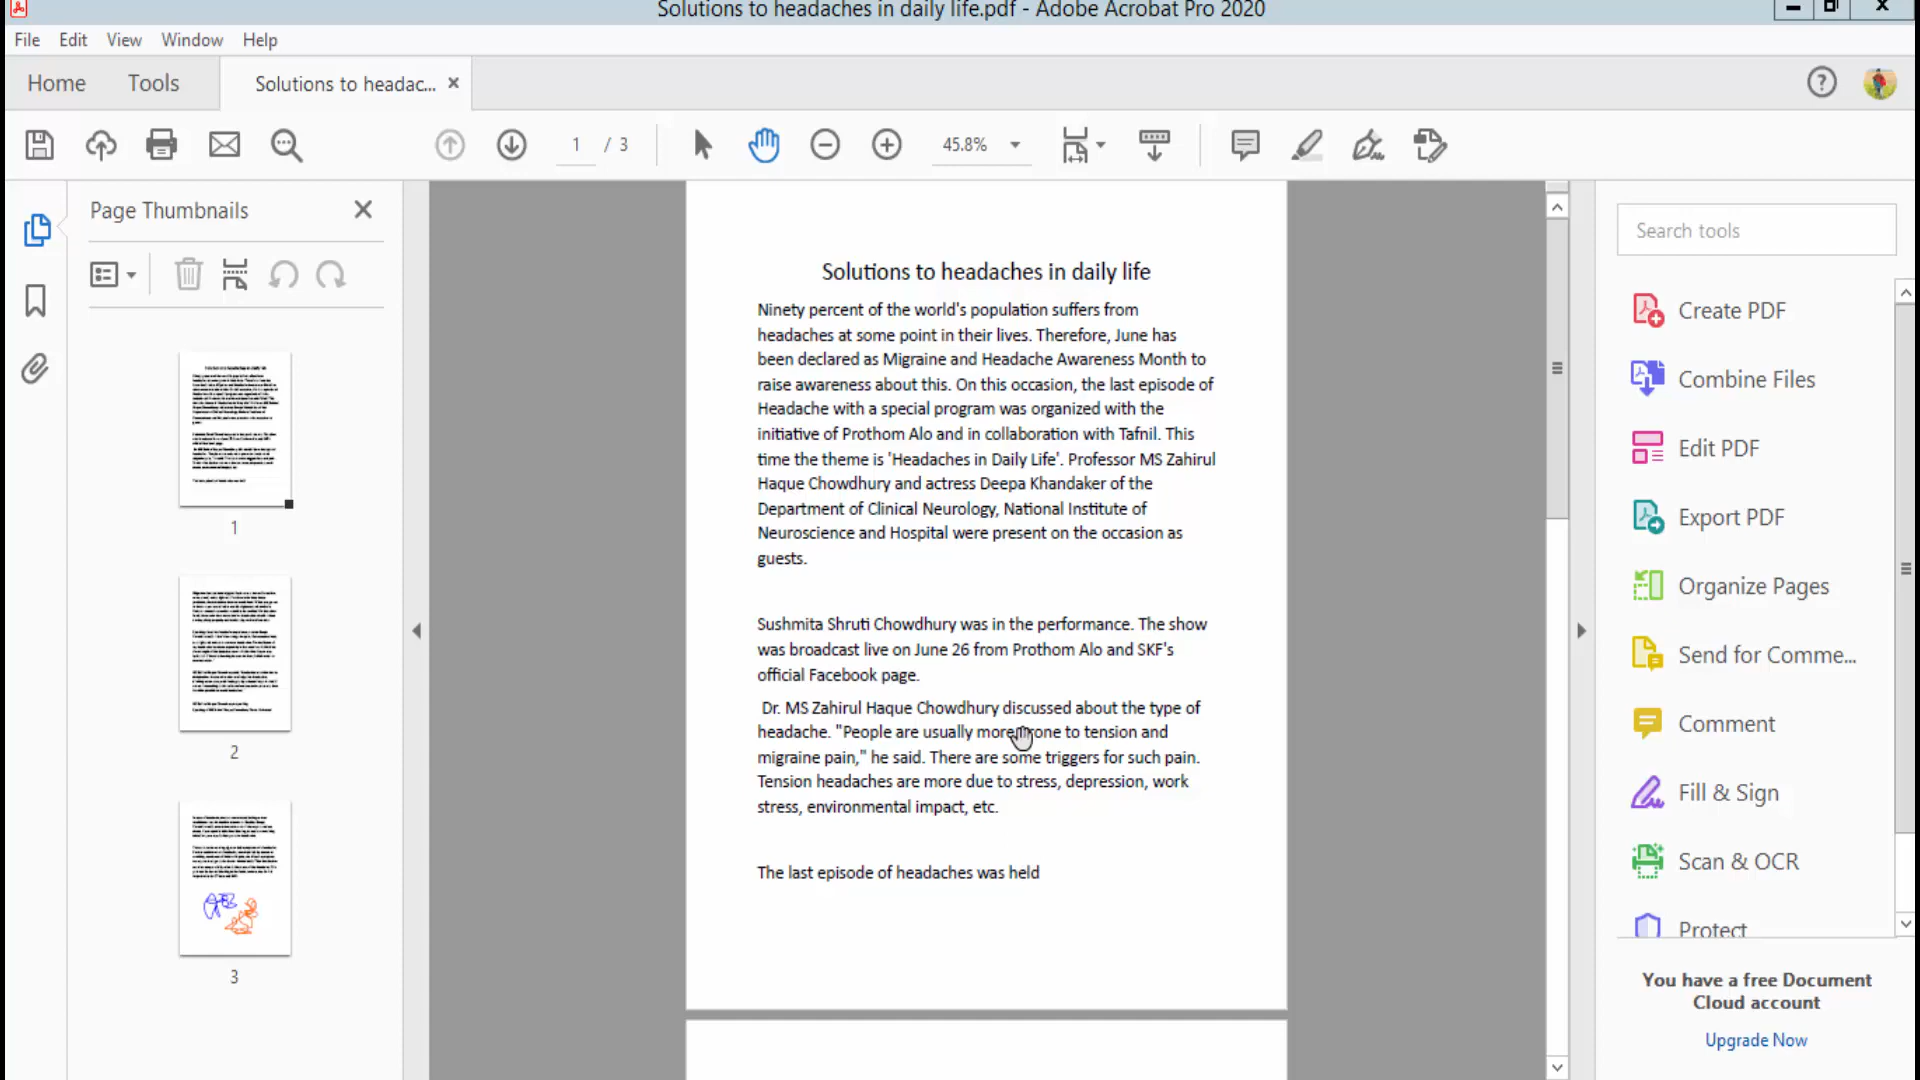 Solutions to headaches in daily life.pdf - Adobe Acrobat Pro 2020
File Edit View Window Help
Home Tools Solutions to headac...
1 / 3 45.8%
Page Thumbnails
1
2
3
Solutions to headaches in daily life
Ninety percent of the world's population suffers from
headaches at some point in their lives. Therefore, June has
been declared as Migraine and Headache Awareness Month to
raise awareness about this. On this occasion, the last episode of
Headache with a special program was organized with the
initiative of Prothom Alo and in collaboration with Tafnil. This
time the theme is 'Headaches in Daily Life'. Professor MS Zahirul
Haque Chowdhury and actress Deepa Khandaker of the
Department of Clinical Neurology, National Institute of
Neuroscience and Hospital were present on the occasion as
guests.
Sushmita Shruti Chowdhury was in the performance. The show
was broadcast live on June 26 from Prothom Alo and SKF's
official Facebook page.
Dr. MS Zahirul Haque Chowdhury discussed about the type of
headache. "People are usually more prone to tension and
migraine pain," he said. There are some triggers for such pain.
Tension headaches are more due to stress, depression, work
stress, environmental impact, etc.
The last episode of headaches was held
Search tools
Create PDF
Combine Files
Edit PDF
Export PDF
Organize Pages
Send for Comme...
Comment
Fill & Sign
Scan & OCR
Protect
You have a free Document
Cloud account
Upgrade Now